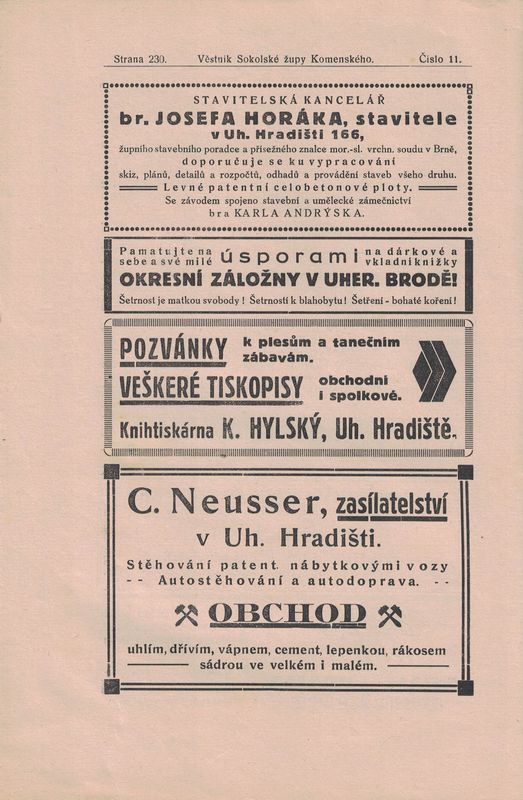 Strana 230. Věstník Sokolské župy Komenského. Číslo 11.
STAVITELSKÁ KANCELÁŘ
br. JOSEFA HORÁKA, stavitele
v Uh. Hradišti 166,
župního stavebního poradce a přísežného znalce mor.-sl. vrchn. soudu v Brně,
doporučuje se ku vypracování
skiz, plánů, detailů a rozpočtů, odhadů a provádění staveb všeho druhu.
Levné patentní celobetonové ploty.
Se závodem spojeno stavební a umělecké zámečnictví
bra KARLA ANDRÝSKA.
Pamatujte na
sebe a své milé
úsporami
na dárkové a
vkladní knížky
OKRESNÍ ZÁLOŽNY V UHER. BRODĚ!
Šetrnost je matkou svobody! Šetrností k blahobytu! Šetření - bohaté koření!
POZVÁNKY
k plesům a tanečním
zábavám.
VEŠKERÉ TISKOPISY
obchodní
i spolkové.
Knihtiskárna K. HYLSKÝ, Uh. Hradiště.
C. Neusser, zasílatelství
v Uh. Hradišti.
Stěhování patent. nábytkovými vozy
-- Autostěhování a autodoprava. --
OBCHOD
uhlím, dřívím, vápnem, cement, lepenkou, rákosem
sádrou ve velkém i malém.